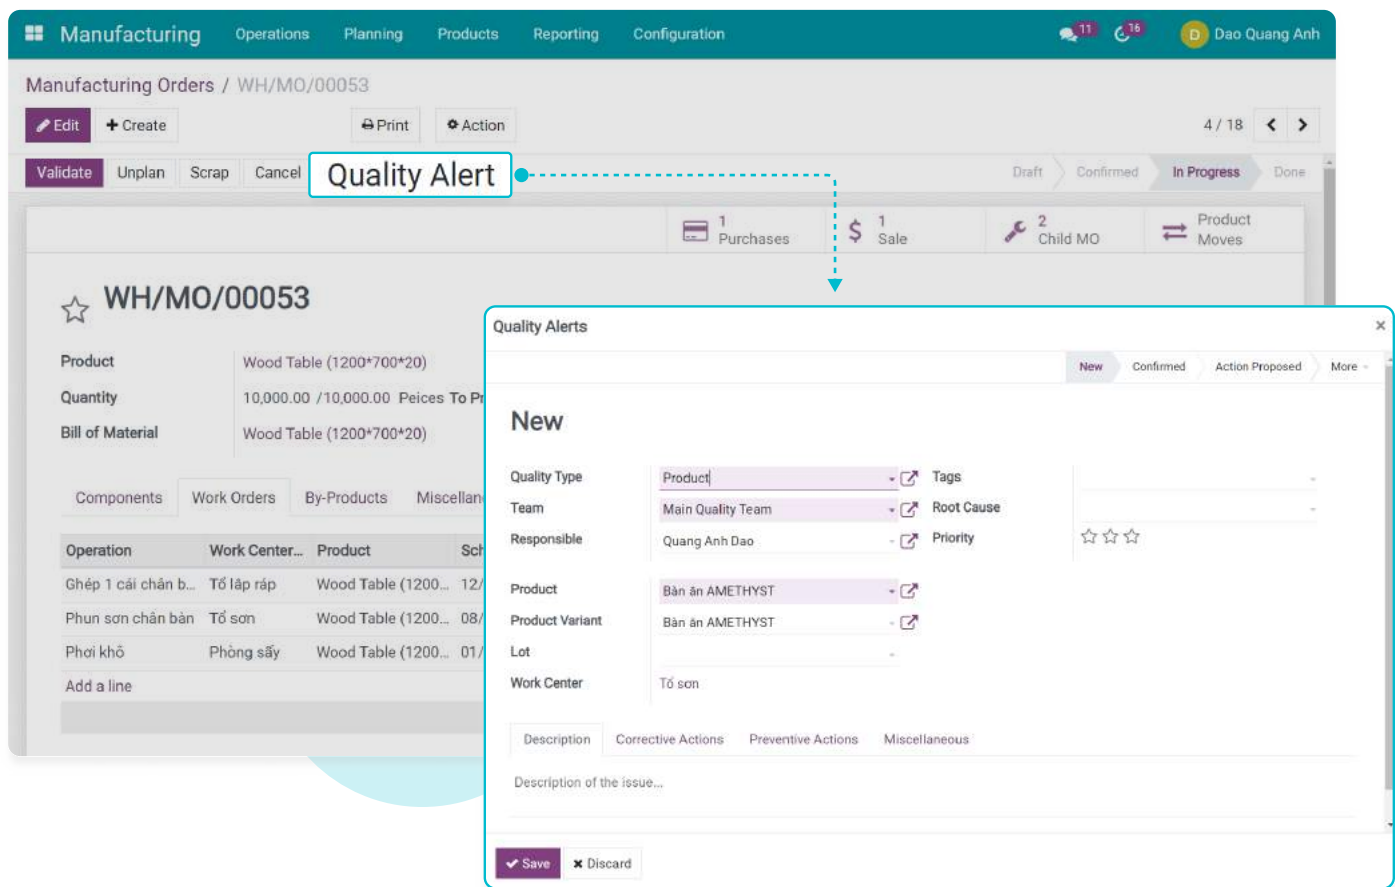 Manufacturing Operations Planning Products Reporting Configuration 11 16 D Dao Quang Anh
Manufacturing Orders / WH/MO/00053
Edit + Create Print Action 4 / 18
Validate Unplan Scrap Cancel Quality Alert Draft Confirmed In Progress Done
1 Purchases $ 1 Sale 2 Child MO Product Moves
WH/MO/00053
Product Wood Table (1200*700*20)
Quantity 10,000.00 /10,000.00 Peices To Pr
Bill of Material Wood Table (1200*700*20)
Components Work Orders By-Products Miscellan
Operation Work Center... Product Sch
Ghép 1 cái chân b... Tổ lắp ráp Wood Table (1200... 12/
Phun sơn chân bàn Tổ sơn Wood Table (1200... 08/
Phơi khô Phòng sấy Wood Table (1200... 01/
Add a line
Quality Alerts ×
New Confirmed Action Proposed More
New
Quality Type Product Tags
Team Main Quality Team Root Cause
Responsible Quang Anh Dao Priority
Product Bàn ăn AMETHYST
Product Variant Bàn ăn AMETHYST
Lot
Work Center Tổ sơn
Description Corrective Actions Preventive Actions Miscellaneous
Description of the issue...
Save Discard